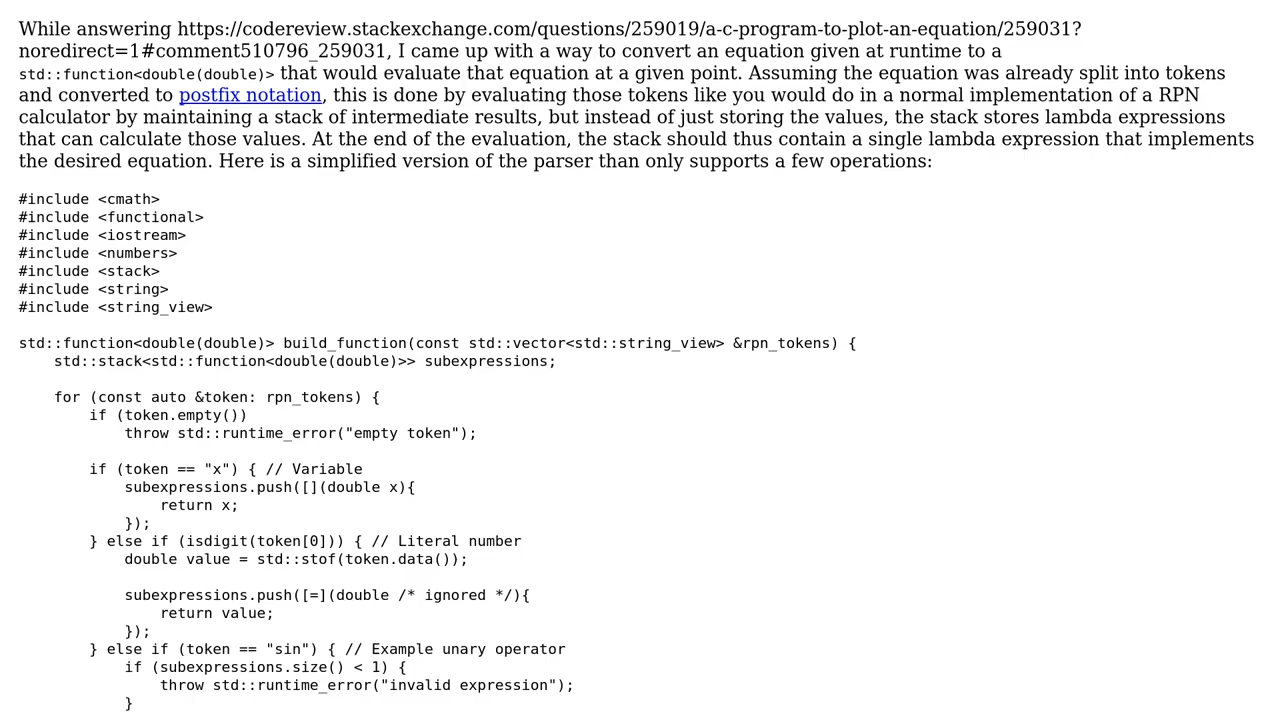 While answering https://codereview.stackexchange.com/questions/259019/a-c-program-to-plot-an-equation/259031?
noredirect=1#comment510796_259031, I came up with a way to convert an equation given at runtime to a
std::function<double(double)> that would evaluate that equation at a given point. Assuming the equation was already split into tokens
and converted to postfix notation, this is done by evaluating those tokens like you would do in a normal implementation of a RPN
calculator by maintaining a stack of intermediate results, but instead of just storing the values, the stack stores lambda expressions
that can calculate those values. At the end of the evaluation, the stack should thus contain a single lambda expression that implements
the desired equation. Here is a simplified version of the parser than only supports a few operations:
#include <cmath>
#include <functional>
#include <iostream>
#include <numbers>
#include <stack>
#include <string>
#include <string_view>
std::function<double(double)> build_function(const std::vector<std::string_view> &rpn_tokens) {
    std::stack<std::function<double(double)>> subexpressions;
    for (const auto &token: rpn_tokens) {
        if (token.empty())
            throw std::runtime_error("empty token");
        if (token == "x") { // Variable
            subexpressions.push([](double x){
                return x;
            });
        } else if (isdigit(token[0])) { // Literal number
            double value = std::stof(token.data());
            subexpressions.push([=](double /* ignored */){
                return value;
            });
        } else if (token == "sin") { // Example unary operator
            if (subexpressions.size() < 1) {
                throw std::runtime_error("invalid expression");
            }